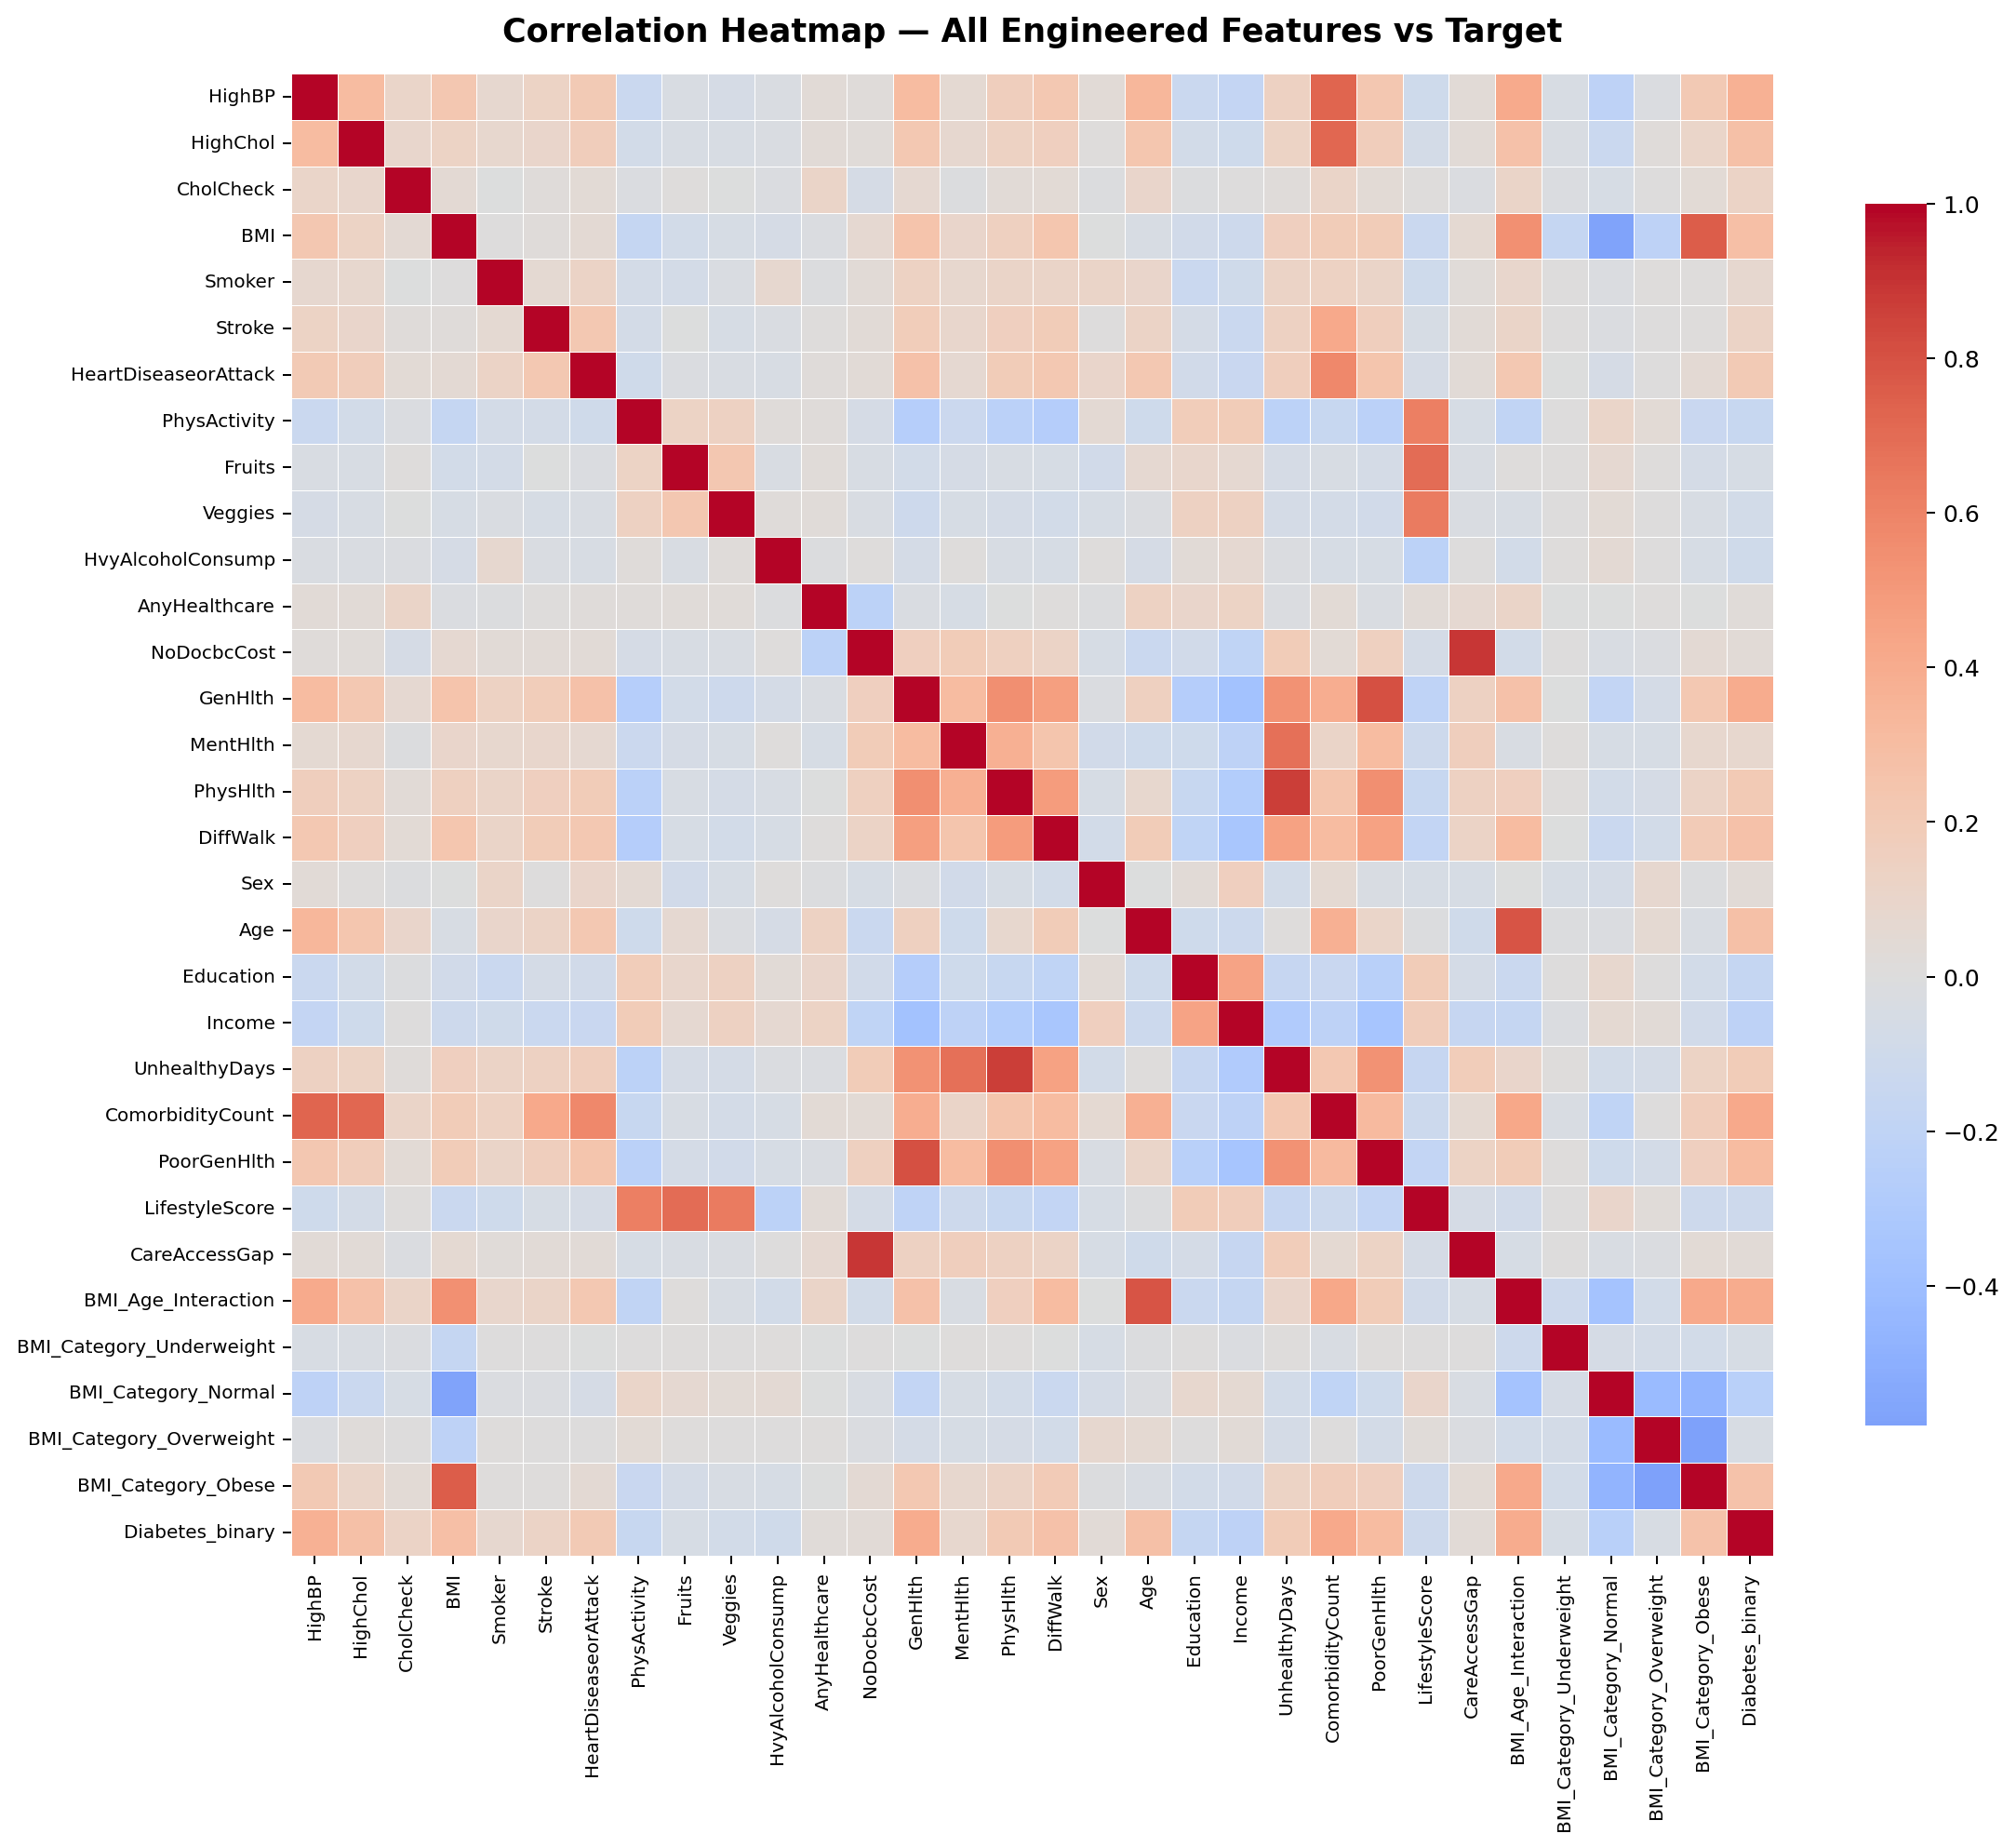 Correlation Heatmap — All Engineered Features vs Target
HighBP
HighChol
CholCheck
BMI
Smoker
Stroke
HeartDiseaseorAttack
PhysActivity
Fruits
Veggies
HvyAlcoholConsump
AnyHealthcare
NoDocbcCost
GenHlth
MentHlth
PhysHlth
DiffWalk
Sex
Age
Education
Income
UnhealthyDays
ComorbidityCount
PoorGenHlth
LifestyleScore
CareAccessGap
BMI_Age_Interaction
BMI_Category_Underweight
BMI_Category_Normal
BMI_Category_Overweight
BMI_Category_Obese
Diabetes_binary
HighBP
HighChol
CholCheck
BMI
Smoker
Stroke
HeartDiseaseorAttack
PhysActivity
Fruits
Veggies
HvyAlcoholConsump
AnyHealthcare
NoDocbcCost
GenHlth
MentHlth
PhysHlth
DiffWalk
Sex
Age
Education
Income
UnhealthyDays
ComorbidityCount
PoorGenHlth
LifestyleScore
CareAccessGap
BMI_Age_Interaction
BMI_Category_Underweight
BMI_Category_Normal
BMI_Category_Overweight
BMI_Category_Obese
Diabetes_binary
1.0
0.8
0.6
0.4
0.2
0.0
−0.2
−0.4